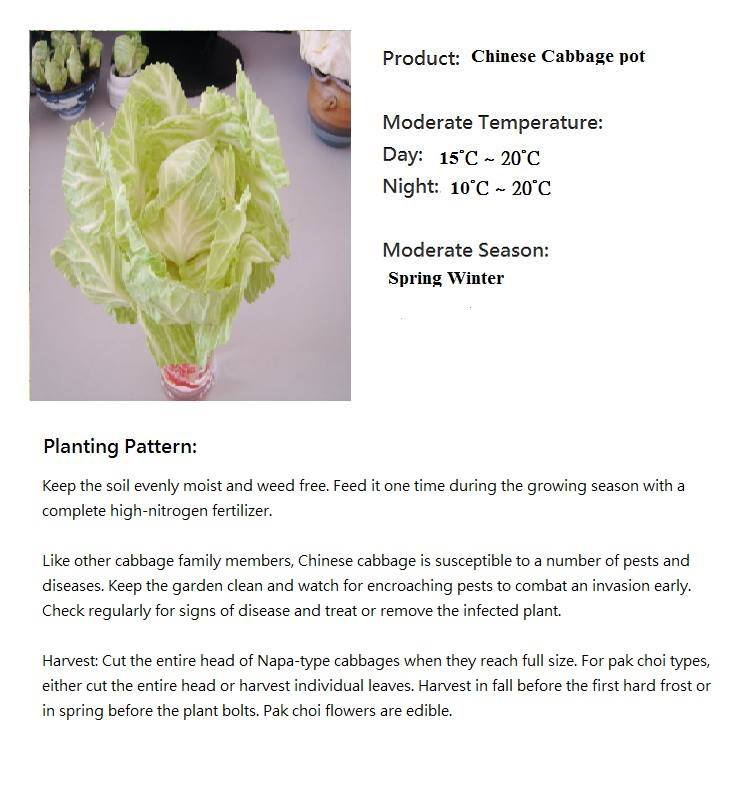 Product: Chinese Cabbage pot
Moderate Temperature:
Day: 15°C ~ 20°C
Night: 10°C ~ 20°C
Moderate Season:
Spring Winter
Planting Pattern:
Keep the soil evenly moist and weed free. Feed it one time during the growing season with a
complete high-nitrogen fertilizer.
Like other cabbage family members, Chinese cabbage is susceptible to a number of pests and
diseases. Keep the garden clean and watch for encroaching pests to combat an invasion early.
Check regularly for signs of disease and treat or remove the infected plant.
Harvest: Cut the entire head of Napa-type cabbages when they reach full size. For pak choi types,
either cut the entire head or harvest individual leaves. Harvest in fall before the first hard frost or
in spring before the plant bolts. Pak choi flowers are edible.